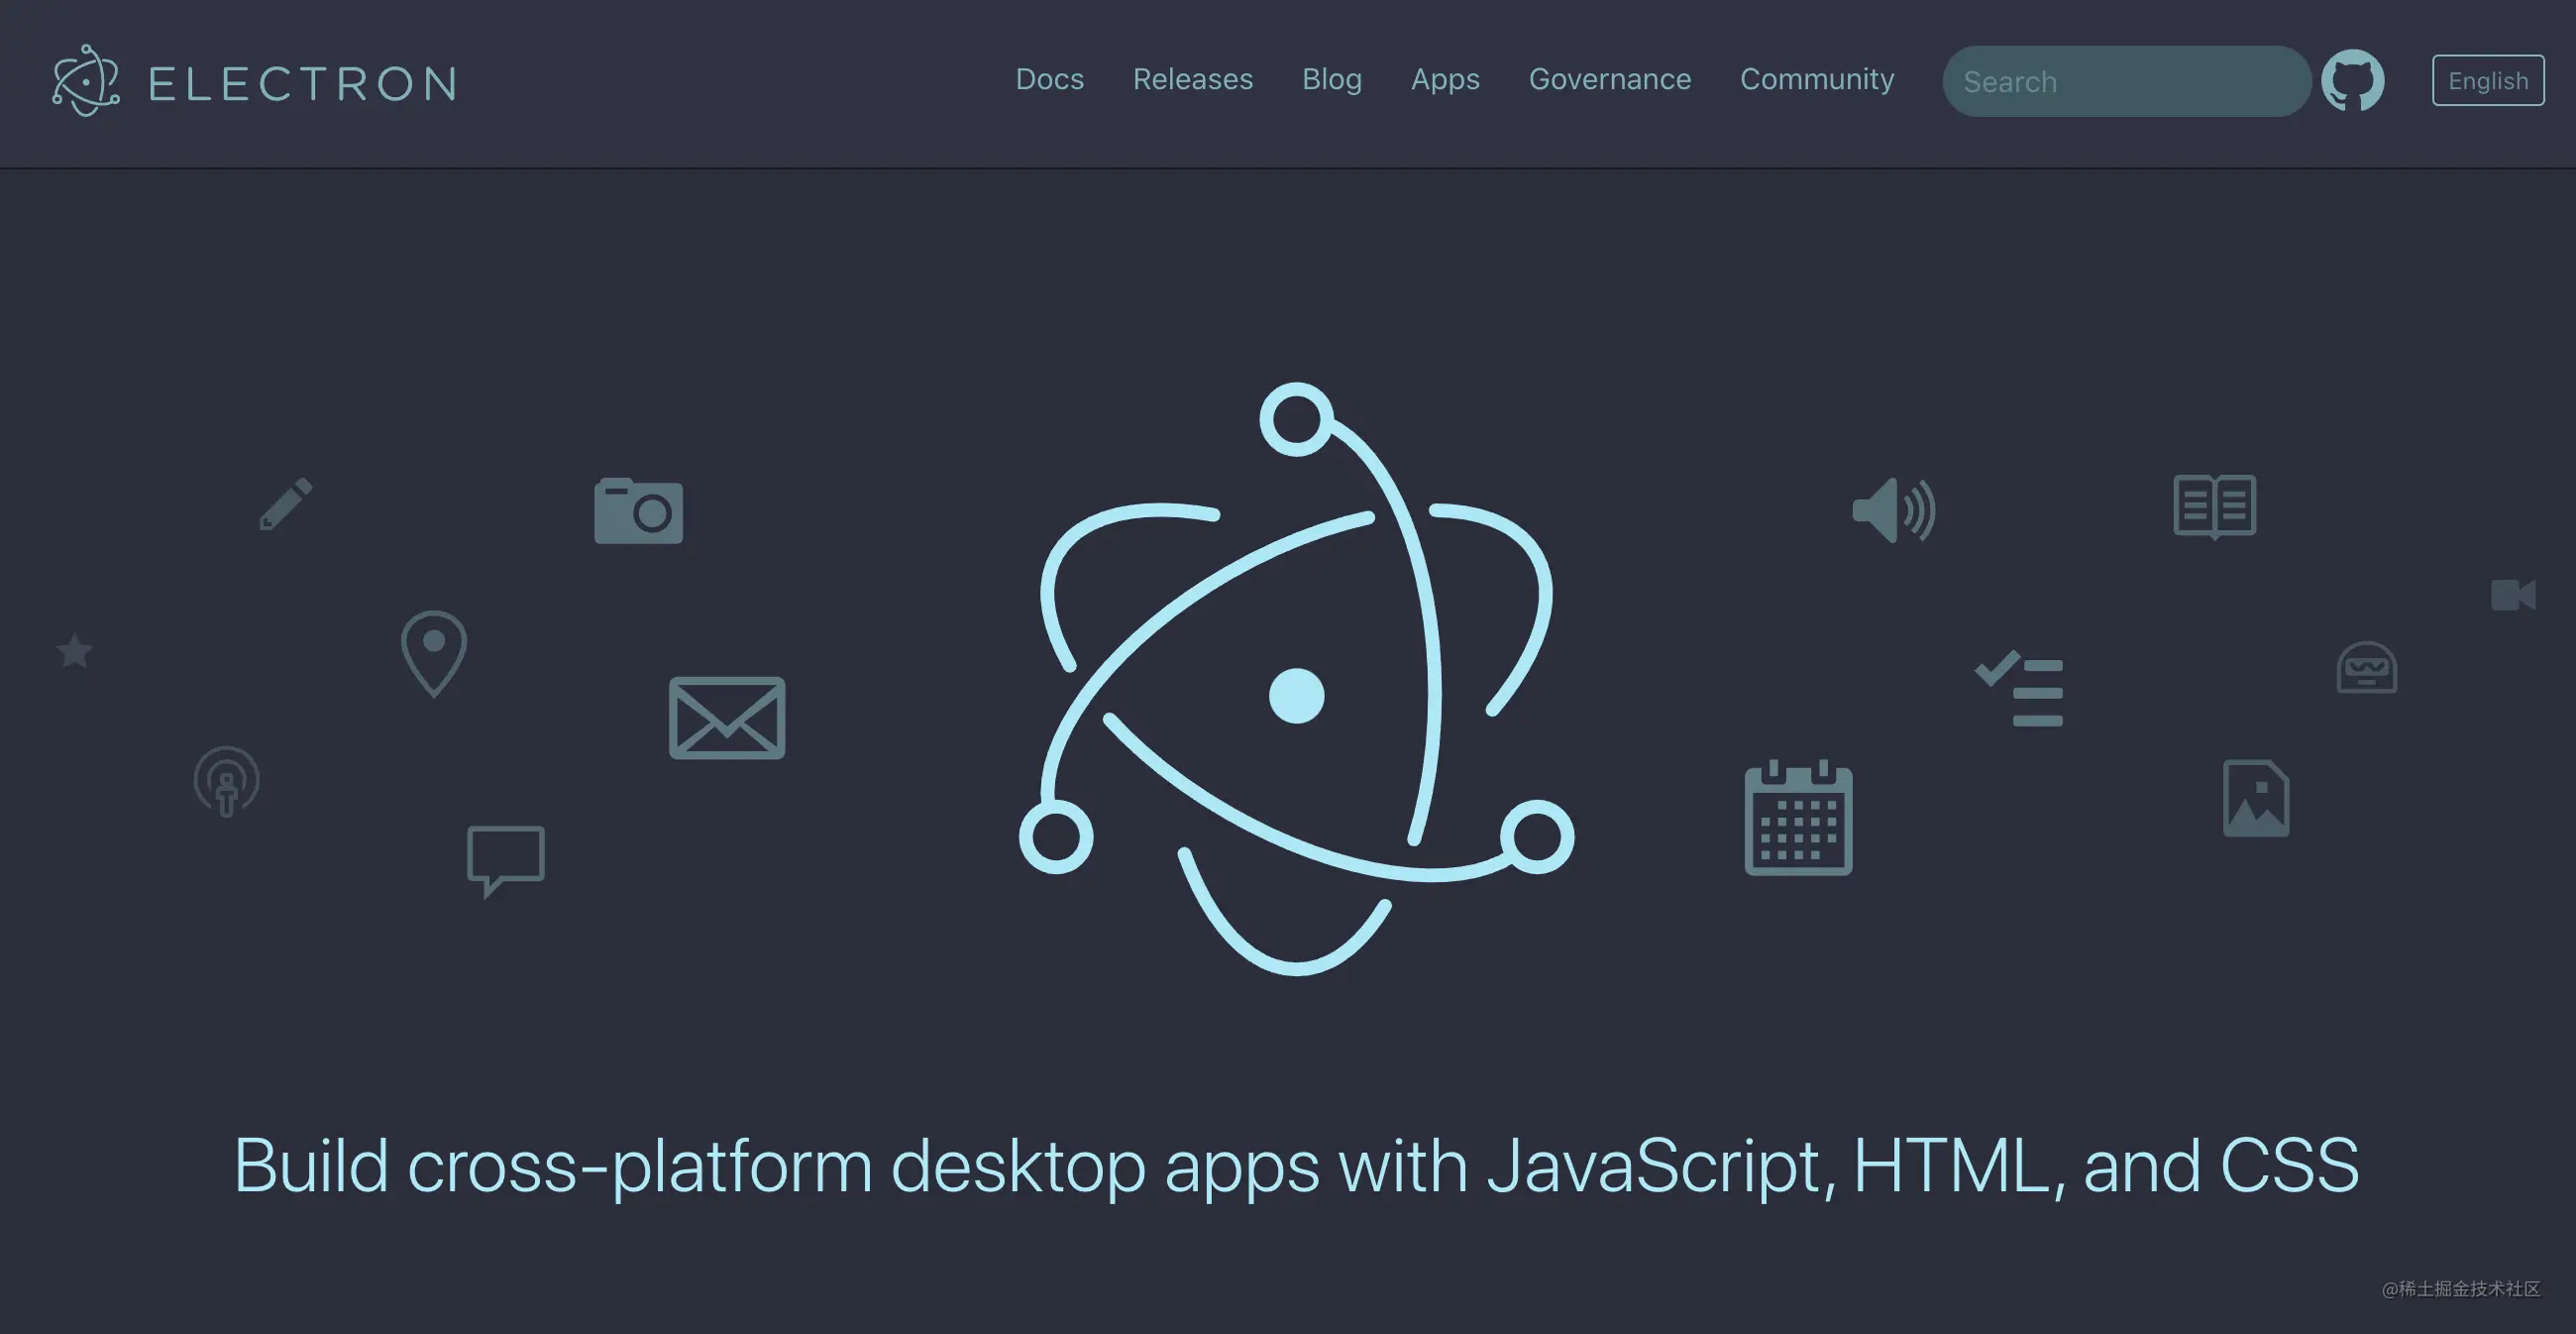 ELECTRON
Docs Releases Blog Apps Governance Community Search English
Build cross-platform desktop apps with JavaScript, HTML, and CSS
@稀土掘金技术社区